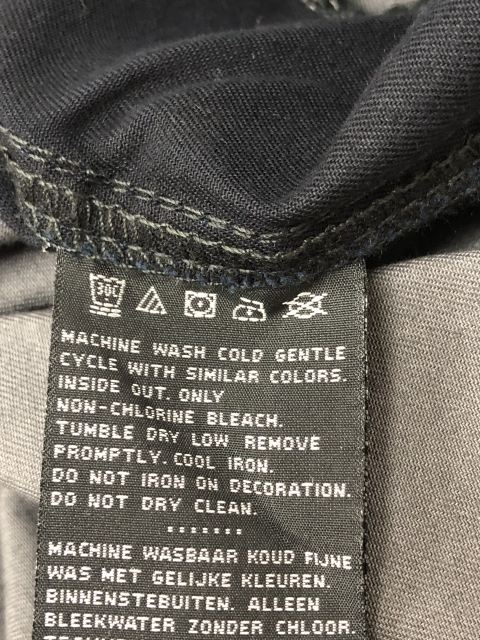 30C
MACHINE WASH COLD GENTLE
CYCLE WITH SIMILAR COLORS.
INSIDE OUT. ONLY
NON-CHLORINE BLEACH.
TUMBLE DRY LOW REMOVE
PROMPTLY. COOL IRON.
DO NOT IRON ON DECORATION.
DO NOT DRY CLEAN.
.......
MACHINE WASBAAR KOUD FIJNE
WAS MET GELIJKE KLEUREN.
BINNENSTEBUITEN. ALLEEN
BLEEKWATER ZONDER CHLOOR.